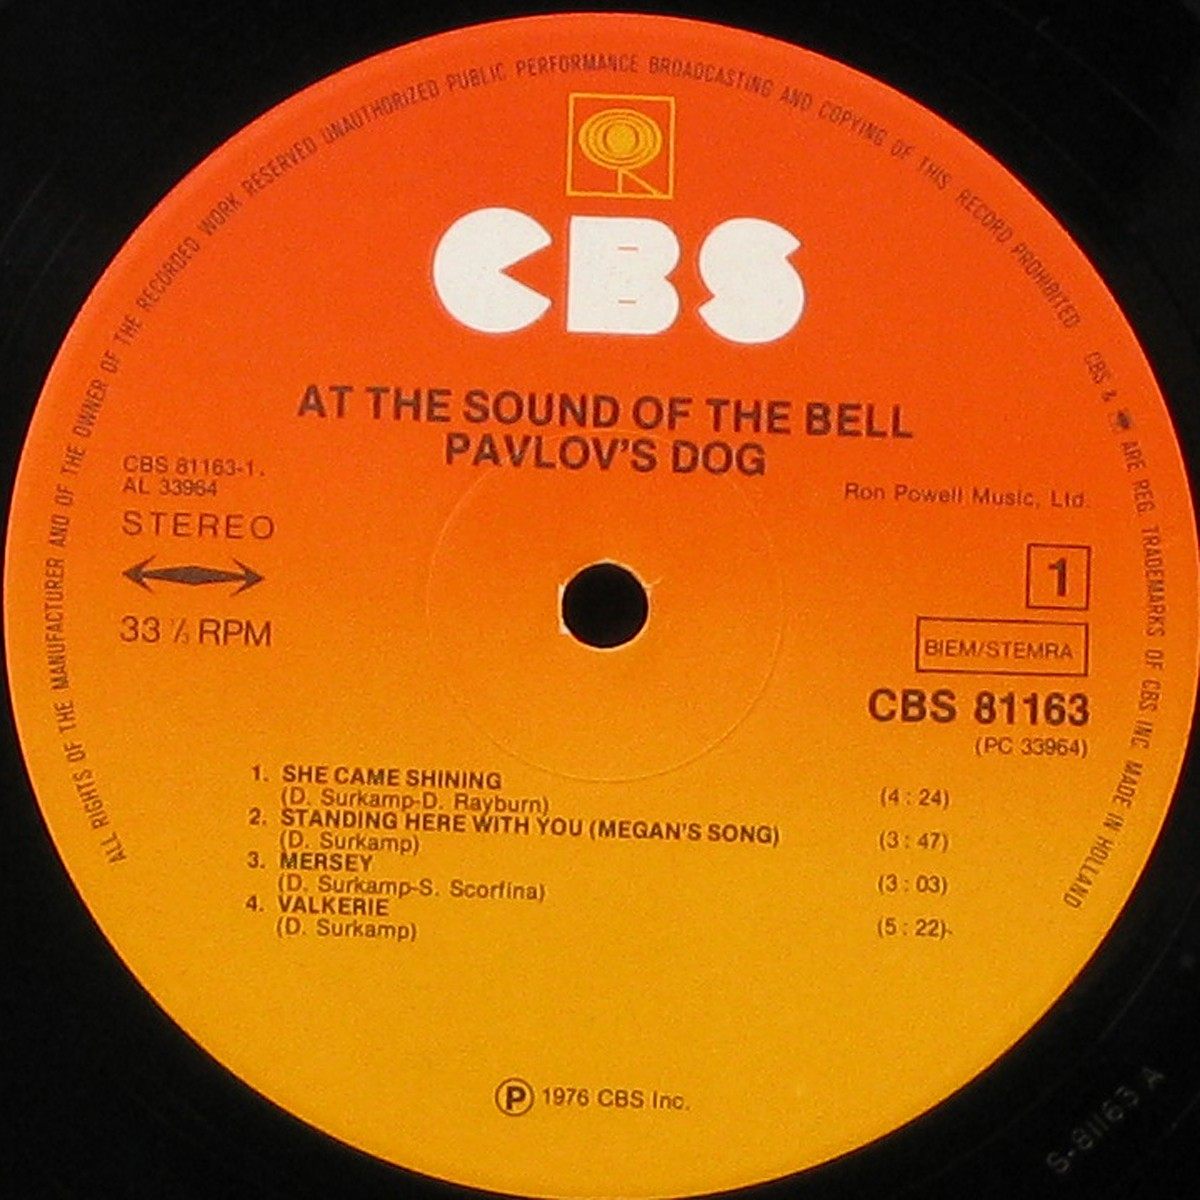 ALL RIGHTS OF THE MANUFACTURER AND OF THE OWNER OF THE RECORDED WORK RESERVED UNAUTHORIZED PUBLIC PERFORMANCE BROADCASTING AND COPYING OF THIS RECORD PROHIBITED CBS & ARE REG. TRADEMARKS OF CBS INC. MADE IN HOLLAND
CBS
AT THE SOUND OF THE BELL
PAVLOV'S DOG
CBS 81163-1.
AL 33964
STEREO
33 ⅓ RPM
Ron Powell Music, Ltd.
1
BIEM/STEMRA
CBS 81163
(PC 33964)
1. SHE CAME SHINING
(D. Surkamp-D. Rayburn) (4 : 24)
2. STANDING HERE WITH YOU (MEGAN'S SONG)
(D. Surkamp) (3 : 47)
3. MERSEY
(D. Surkamp-S. Scorfina) (3 : 03)
4. VALKERIE
(D. Surkamp) (5 : 22)
Ⓟ 1976 CBS Inc.
S-81163 A